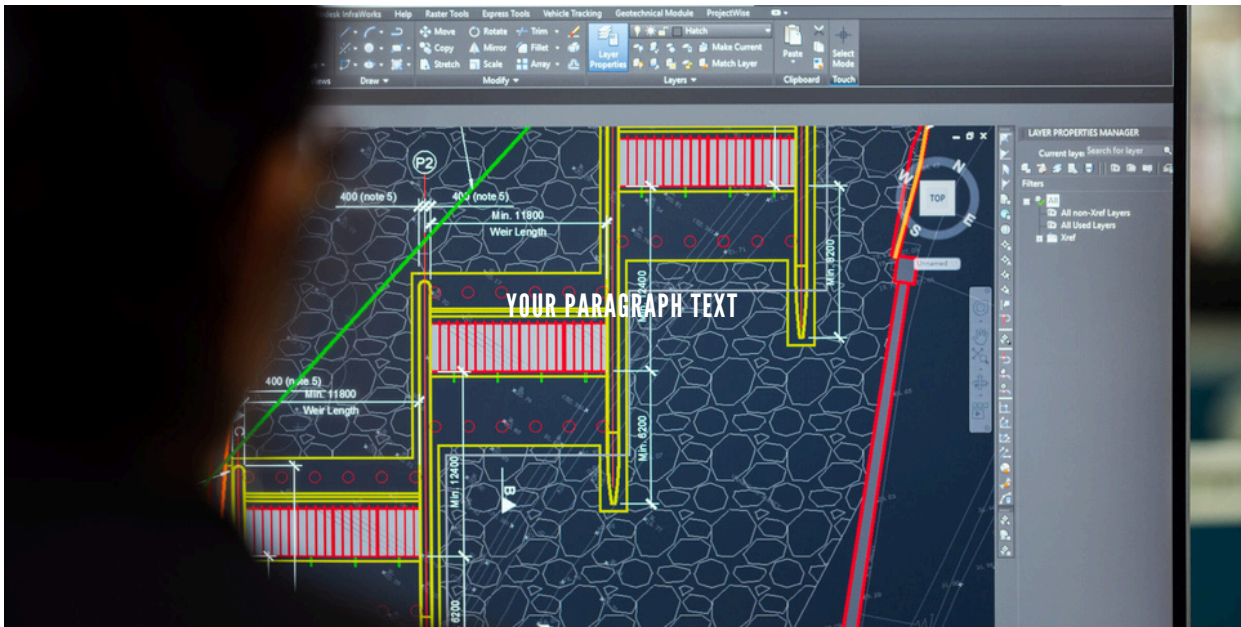 InfraWorks Help Raster Tools Express Tools Vehicle Tracking Geotechnical Module ProjectWise
Move Rotate Trim Hatch
Copy Mirror Fillet Make Current
Stretch Scale Array Match Layer
Layer Properties
Paste
Select Mode
Draw Modify Layers Clipboard Touch
LAYER PROPERTIES MANAGER
Current layer Search for layer
Filters
All
All non-Xref Layers
All Used Layers
Xref
N
W
TOP
E
S
Unnamed
P2
400 (note 5) 400 (note 5)
Min. 11800
Weir Length
Min. 8200
YOUR PARAGRAPH TEXT
400 (note 5)
Min. 11800
Weir Length
C
Min. 6200
Min. 12400
B
6200